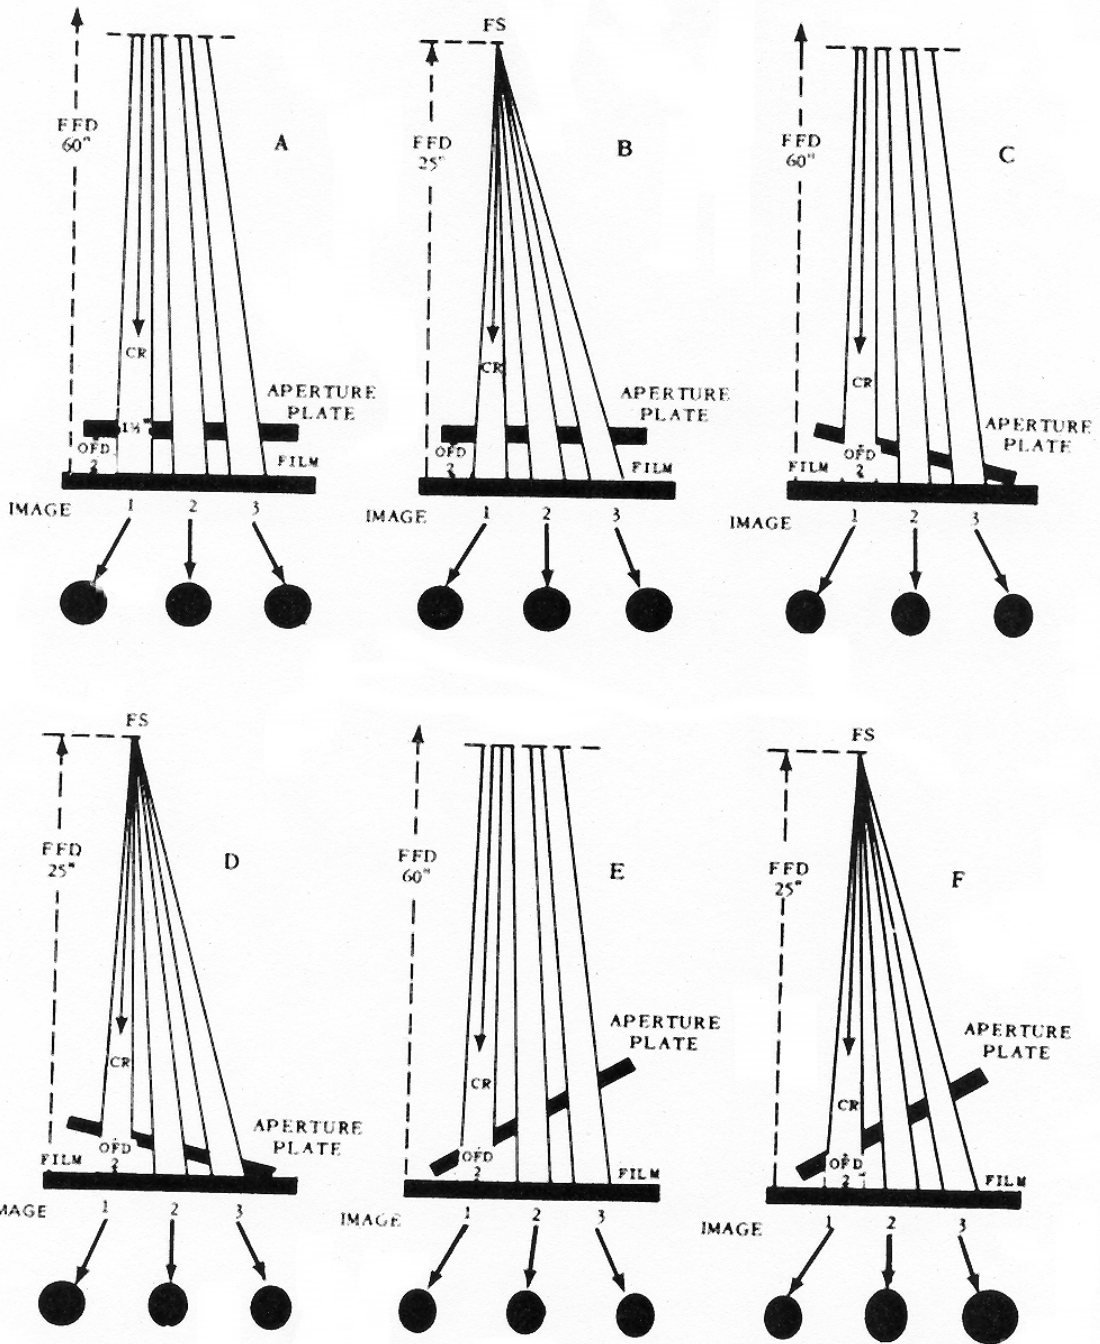 FFD
60"
A
CR
1½"
APERTURE
PLATE
OFD
2
FILM
IMAGE 1 2 3
FS
FFD
25"
B
CR
APERTURE
PLATE
OFD
2
FILM
IMAGE 1 2 3
FFD
60"
C
CR
APERTURE
PLATE
FILM
OFD
2
IMAGE 1 2 3
FS
FFD
25"
D
CR
APERTURE
PLATE
FILM
OFD
2
MAGE 1 2 3
FFD
60"
E
CR
APERTURE
PLATE
OFD
2
FILM
IMAGE 1 2 3
FS
FFD
25"
F
CR
APERTURE
PLATE
OFD
2"
FILM
IMAGE 1 2 3